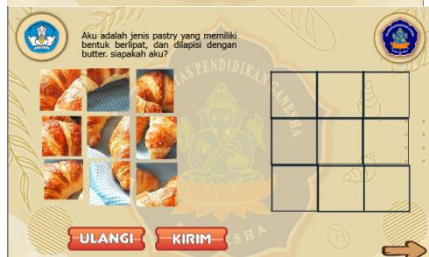 Aku adalah jenis pastry yang memiliki
bentuk berlipat, dan dilapisi dengan
butter. siapakah aku?
ULANGI
KIRIM